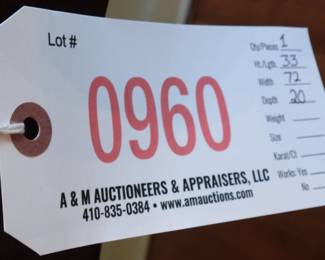 Lot #
0960
A & M AUCTIONEERS & APPRAISERS, LLC
410-835-0384 • www.amauctions.com
Qty/Pieces 1
Ht./Lgth. 33
Width 72
Depth 20
Weight
Size
Karat/Ct.
Works: Yes
No